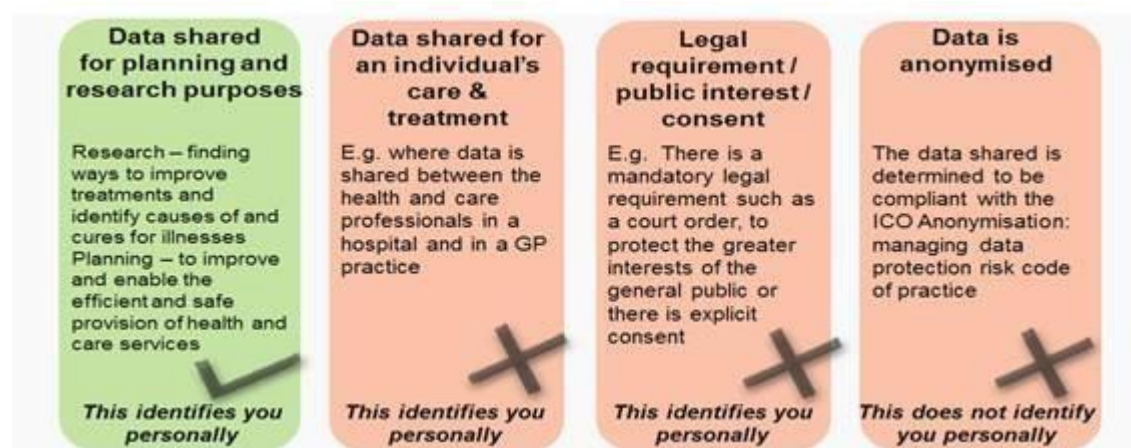 Data shared
for planning and
research purposes
Research – finding
ways to improve
treatments and
identify causes of and
cures for illnesses
Planning – to improve
and enable the
efficient and safe
provision of health and
care services
This identifies you
personally
Data shared for
an individual's
care &
treatment
E.g. where data is
shared between the
health and care
professionals in a
hospital and in a GP
practice
This identifies you
personally
Legal
requirement /
public interest /
consent
E.g. There is a
mandatory legal
requirement such as
a court order, to
protect the greater
interests of the
general public or
there is explicit
consent
This identifies you
personally
Data is
anonymised
The data shared is
determined to be
compliant with the
ICO Anonymisation:
managing data
protection risk code
of practice
This does not identify
you personally